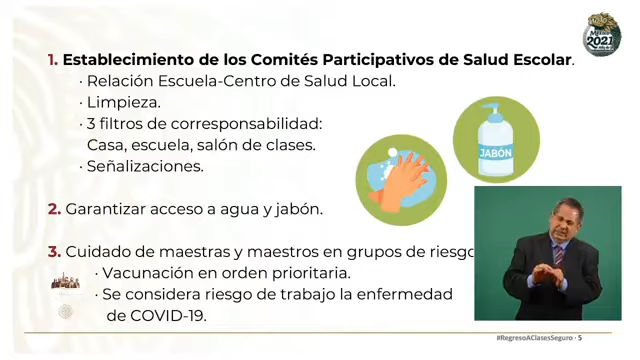 México
2021
1. Establecimiento de los Comités Participativos de Salud Escolar.
· Relación Escuela-Centro de Salud Local.
· Limpieza.
· 3 filtros de corresponsabilidad:
Casa, escuela, salón de clases.
· Señalizaciones.
JABÓN
2. Garantizar acceso a agua y jabón.
3. Cuidado de maestras y maestros en grupos de riesgo
· Vacunación en orden prioritaria.
· Se considera riesgo de trabajo la enfermedad
de COVID-19.
#RegresoAClasesSeguro · 5